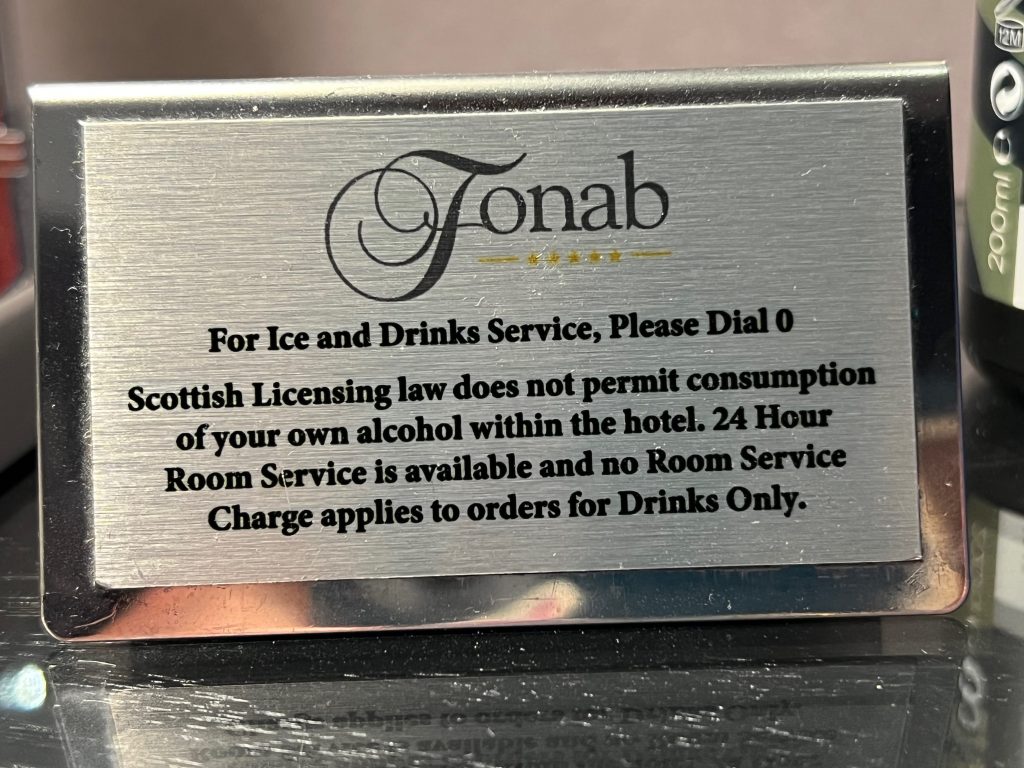 Fonab
For Ice and Drinks Service, Please Dial 0
Scottish Licensing law does not permit consumption
of your own alcohol within the hotel. 24 Hour
Room Service is available and no Room Service
Charge applies to orders for Drinks Only.
12M
200ml e